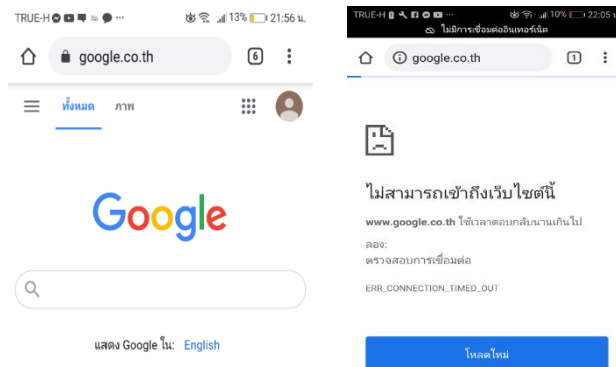 TRUE-H ... 13% 21:56 น.
google.co.th 6
ทั้งหมด ภาพ
Google
แสดง Google ใน: English
TRUE-H ... 10% 22:05 น
ไม่มีการเชื่อมต่ออินเทอร์เน็ต
google.co.th 1
ไม่สามารถเข้าถึงเว็บไซต์นี้
www.google.co.th ใช้เวลาตอบกลับนานเกินไป
ลอง:
ตรวจสอบการเชื่อมต่อ
ERR_CONNECTION_TIMED_OUT
โหลดใหม่